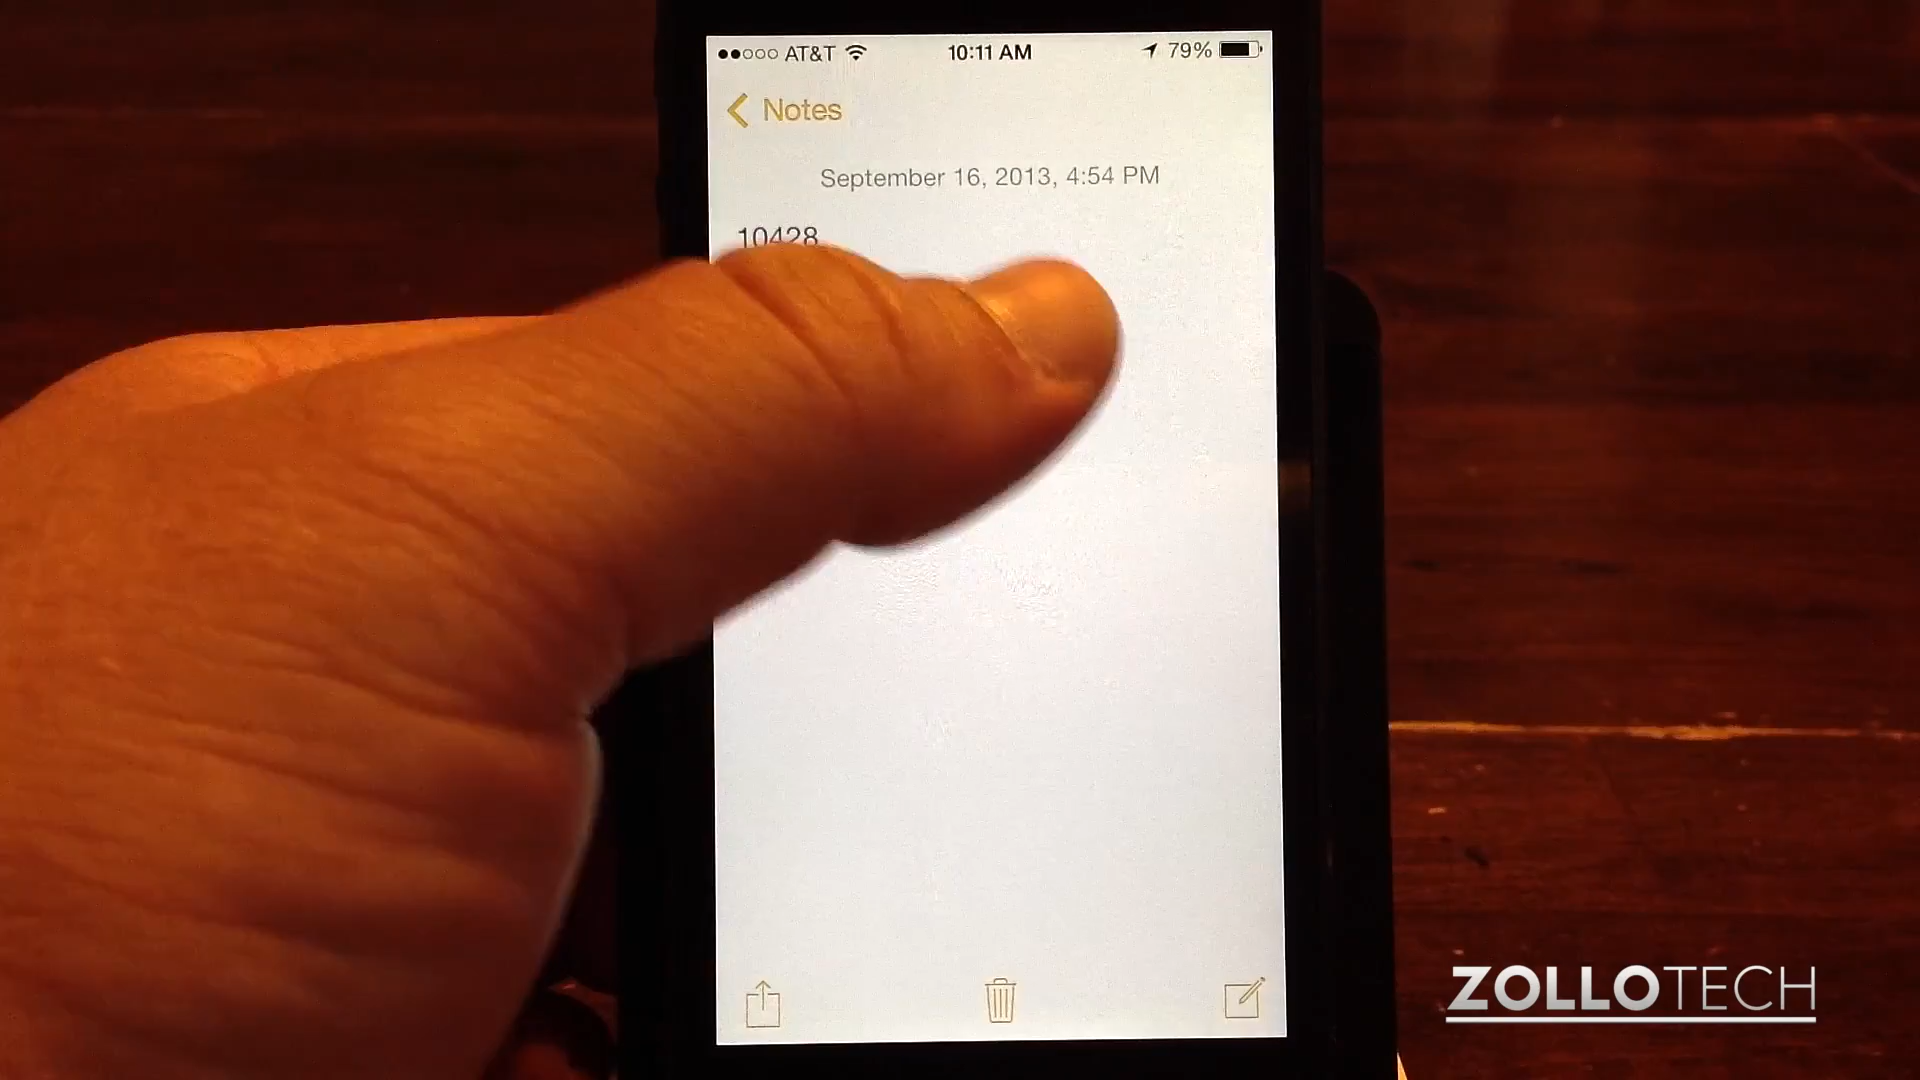 ●●○○○ AT&T 10:11 AM 79%
Notes
September 16, 2013, 4:54 PM
10428
ZOLLOTECH